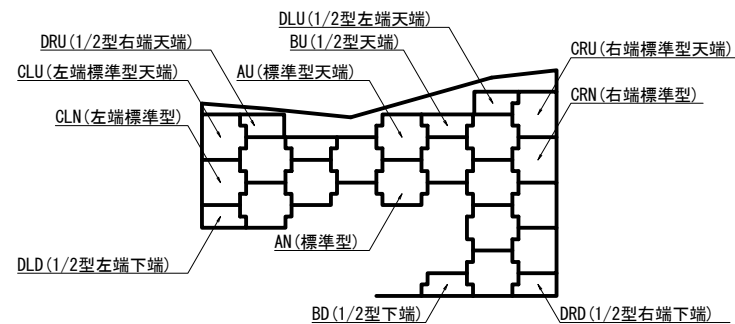 DLU(1/2型左端天端)
DRU(1/2型右端天端)
BU(1/2型天端)
CRU(右端標準型天端)
CLU(左端標準型天端)
AU(標準型天端)
CRN(右端標準型)
CLN(左端標準型)
AN(標準型)
DLD(1/2型左端下端)
BD(1/2型下端)
DRD(1/2型右端下端)